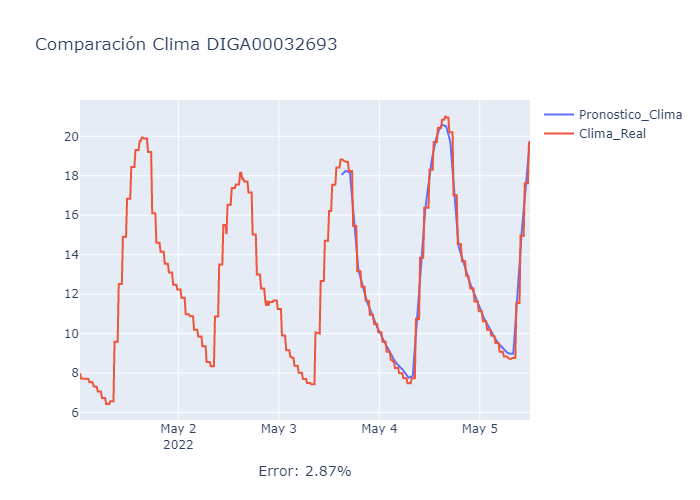 Comparación Clima DIGA00032693
Pronostico_Clima
Clima_Real
20
18
16
14
12
10
8
6
May 2
2022
May 3
May 4
May 5
Error: 2.87%